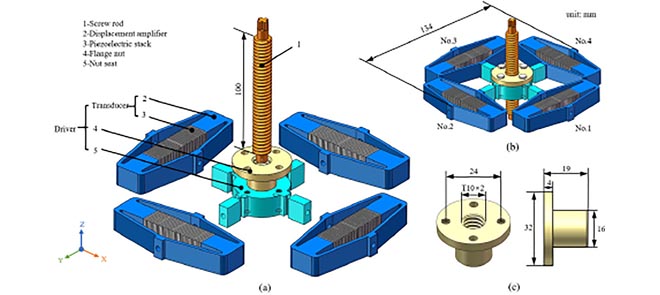 (a)
1-Screw rod
2-Displacement amplifier
3-Piezoelectric stack
4-Flange nut
5-Nut seat
1
100
Transducer
2
3
Driver
4
5
Z
Y
X
(a)
unit: mm
134
No.3
No.4
No.2
No.1
(b)
24
T10×2
19
4
32
16
(c)